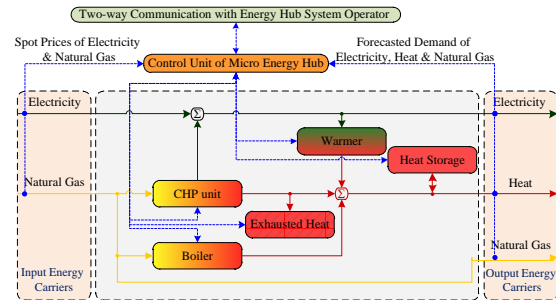 Two-way Communication with Energy Hub System Operator
Spot Prices of Electricity
& Natural Gas
Control Unit of Micro Energy Hub
Forecasted Demand of
Electricity, Heat & Natural Gas
Electricity
Σ
Electricity
Warmer
Heat Storage
Natural Gas
CHP unit
Σ
Heat
Exhausted Heat
Natural Gas
Boiler
Input Energy
Carriers
Output Energy
Carriers